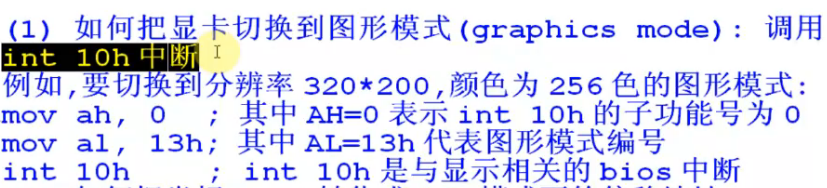 (1) 如何把显卡切换到图形模式(graphics mode): 调用
int 10h 中断
例如,要切换到分辨率 320*200,颜色为 256 色的图形模式:
mov ah, 0 ; 其中 AH=0 表示 int 10h 的子功能号为 0
mov al, 13h; 其中 AL=13h 代表图形模式编号
int 10h ; int 10h 是与显示相关的 bios 中断